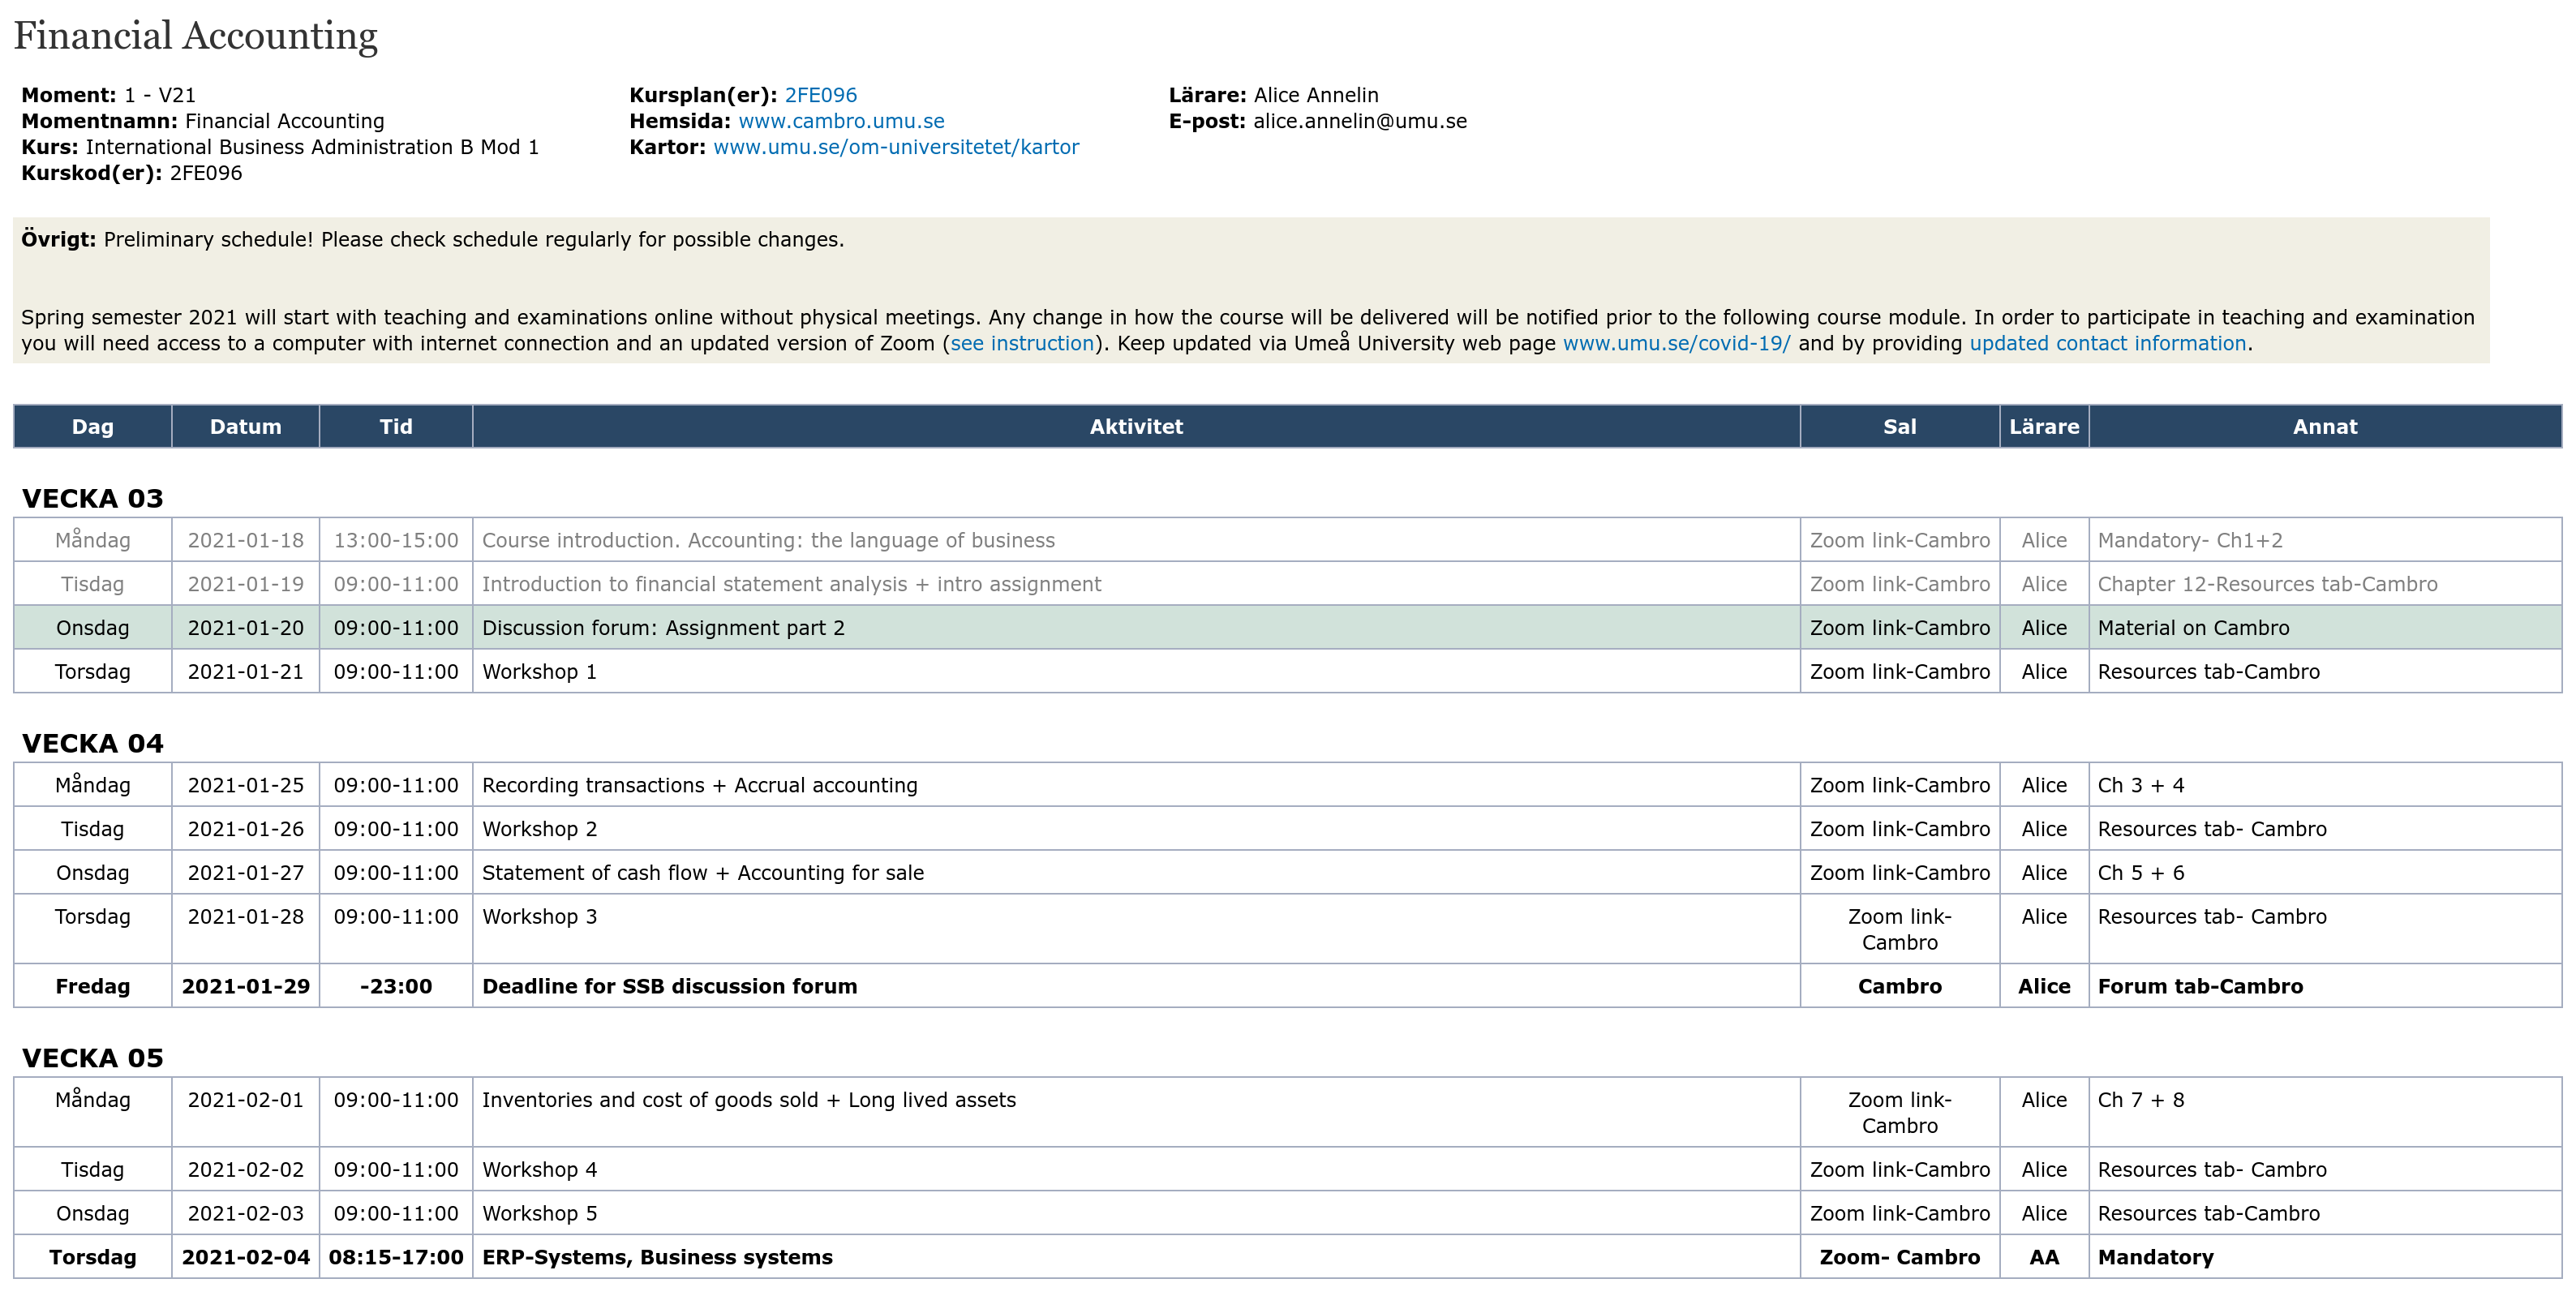 Financial Accounting
Moment: 1 - V21
Momentnamn: Financial Accounting
Kurs: International Business Administration B Mod 1
Kurskod(er): 2FE096
Kursplan(er): 2FE096
Hemsida: www.cambro.umu.se
Kartor: www.umu.se/om-universitetet/kartor
Lärare: Alice Annelin
E-post: alice.annelin@umu.se
Övrigt: Preliminary schedule! Please check schedule regularly for possible changes.
Spring semester 2021 will start with teaching and examinations online without physical meetings. Any change in how the course will be delivered will be notified prior to the following course module. In order to participate in teaching and examination
you will need access to a computer with internet connection and an updated version of Zoom (see instruction). Keep updated via Umeå University web page www.umu.se/covid-19/ and by providing updated contact information.
Dag Datum Tid Aktivitet Sal Lärare Annat
VECKA 03
Måndag 2021-01-18 13:00-15:00 Course introduction. Accounting: the language of business Zoom link-Cambro Alice Mandatory- Ch1+2
Tisdag 2021-01-19 09:00-11:00 Introduction to financial statement analysis + intro assignment Zoom link-Cambro Alice Chapter 12-Resources tab-Cambro
Onsdag 2021-01-20 09:00-11:00 Discussion forum: Assignment part 2 Zoom link-Cambro Alice Material on Cambro
Torsdag 2021-01-21 09:00-11:00 Workshop 1 Zoom link-Cambro Alice Resources tab-Cambro
VECKA 04
Måndag 2021-01-25 09:00-11:00 Recording transactions + Accrual accounting Zoom link-Cambro Alice Ch 3 + 4
Tisdag 2021-01-26 09:00-11:00 Workshop 2 Zoom link-Cambro Alice Resources tab- Cambro
Onsdag 2021-01-27 09:00-11:00 Statement of cash flow + Accounting for sale Zoom link-Cambro Alice Ch 5 + 6
Torsdag 2021-01-28 09:00-11:00 Workshop 3 Zoom link- Alice Resources tab- Cambro
Cambro
Fredag 2021-01-29 -23:00 Deadline for SSB discussion forum Cambro Alice Forum tab-Cambro
VECKA 05
Måndag 2021-02-01 09:00-11:00 Inventories and cost of goods sold + Long lived assets Zoom link- Alice Ch 7 + 8
Cambro
Tisdag 2021-02-02 09:00-11:00 Workshop 4 Zoom link-Cambro Alice Resources tab- Cambro
Onsdag 2021-02-03 09:00-11:00 Workshop 5 Zoom link-Cambro Alice Resources tab-Cambro
Torsdag 2021-02-04 08:15-17:00 ERP-Systems, Business systems Zoom- Cambro AA Mandatory